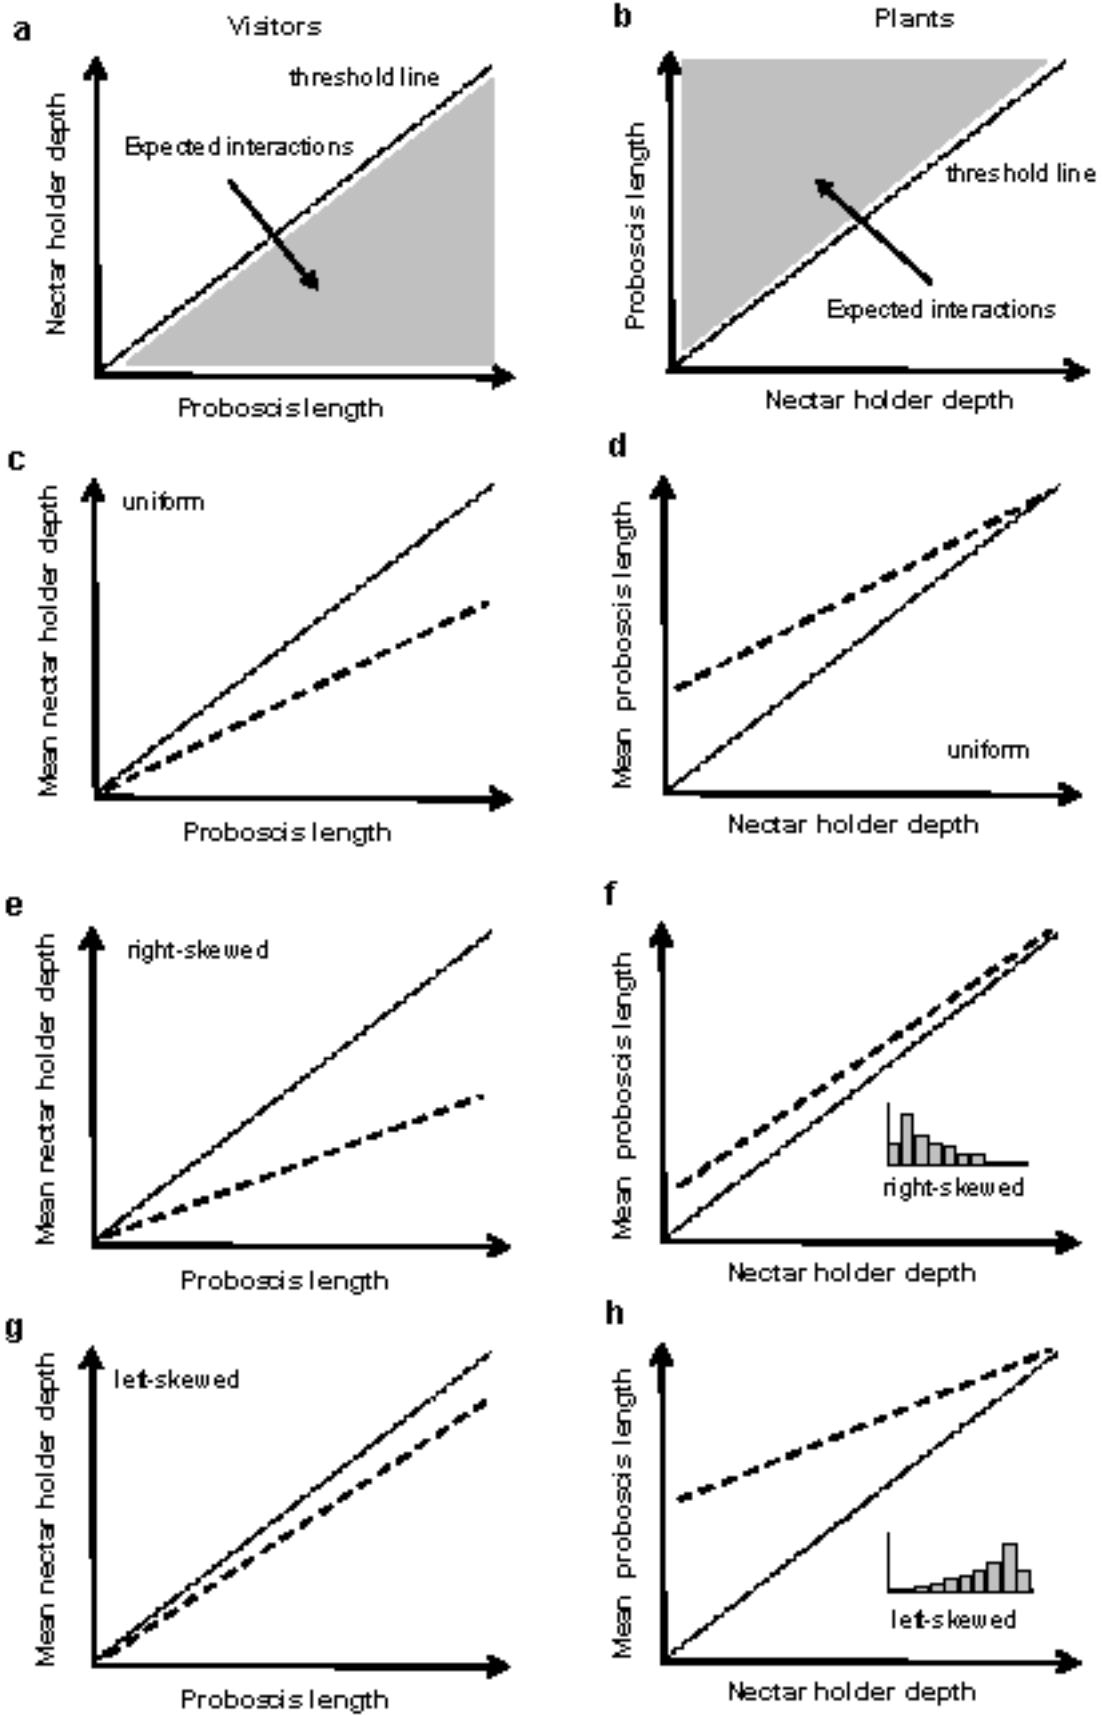 a
Visitors
threshold line
Expected interactions
Nectar holder depth
Proboscis length
b
Plants
threshold line
Expected interactions
Proboscis length
Nectar holder depth
c
uniform
Mean nectar holder depth
Proboscis length
d
uniform
Mean proboscis length
Nectar holder depth
e
right-skewed
Mean nectar holder depth
Proboscis length
f
right-skewed
Mean proboscis length
Nectar holder depth
g
left-skewed
Mean nectar holder depth
Proboscis length
h
left-skewed
Mean proboscis length
Nectar holder depth